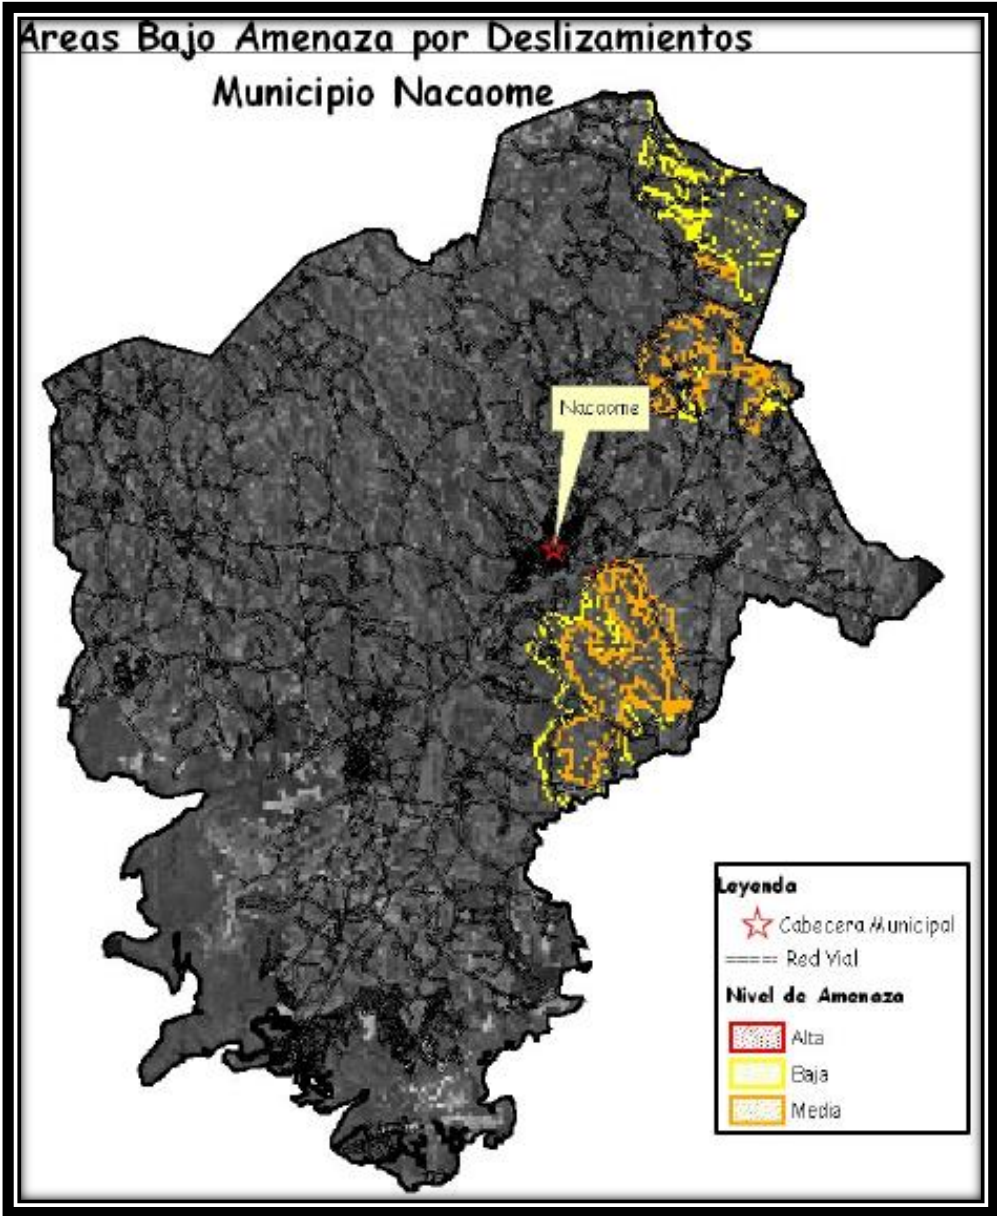 Areas Bajo Amenaza por Deslizamientos
Municipio Nacaome
Nacaome
Leyenda
Cabecera Municipal
Red Vial
Nivel de Amenaza
Alta
Baja
Media